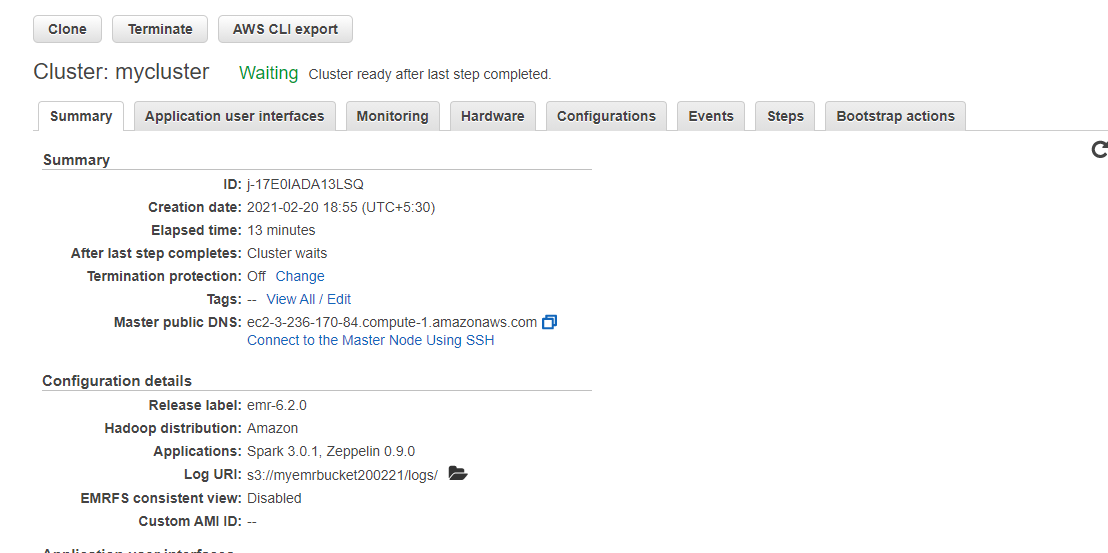 Clone Terminate AWS CLI export
Cluster: mycluster Waiting Cluster ready after last step completed.
Summary Application user interfaces Monitoring Hardware Configurations Events Steps Bootstrap actions
Summary
ID: j-17E0IADA13LSQ
Creation date: 2021-02-20 18:55 (UTC+5:30)
Elapsed time: 13 minutes
After last step completes: Cluster waits
Termination protection: Off Change
Tags: -- View All / Edit
Master public DNS: ec2-3-236-170-84.compute-1.amazonaws.com
Connect to the Master Node Using SSH
Configuration details
Release label: emr-6.2.0
Hadoop distribution: Amazon
Applications: Spark 3.0.1, Zeppelin 0.9.0
Log URI: s3://myemrbucket200221/logs/
EMRFS consistent view: Disabled
Custom AMI ID: --
Application user interfaces